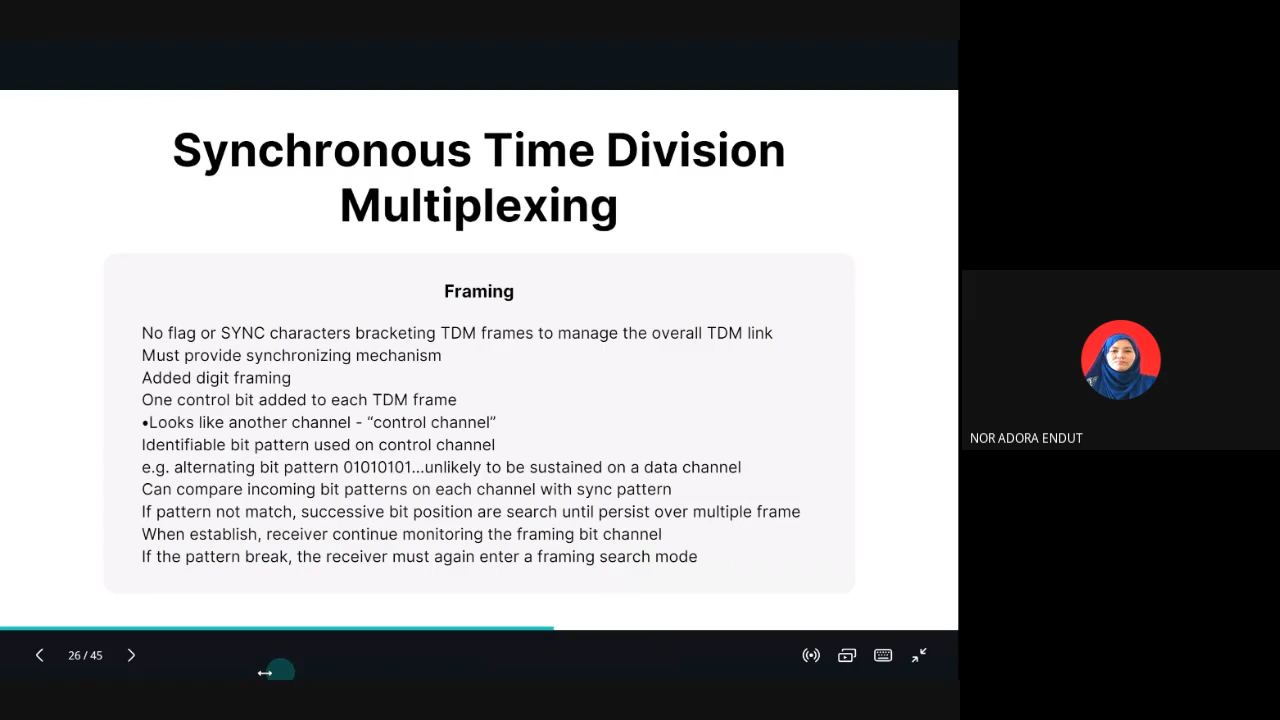 Synchronous Time Division
Multiplexing
Framing
No flag or SYNC characters bracketing TDM frames to manage the overall TDM link
Must provide synchronizing mechanism
Added digit framing
One control bit added to each TDM frame
•Looks like another channel - “control channel”
Identifiable bit pattern used on control channel
e.g. alternating bit pattern 01010101...unlikely to be sustained on a data channel
Can compare incoming bit patterns on each channel with sync pattern
If pattern not match, successive bit position are search until persist over multiple frame
When establish, receiver continue monitoring the framing bit channel
If the pattern break, the receiver must again enter a framing search mode
26 / 45
NOR ADORA ENDUT